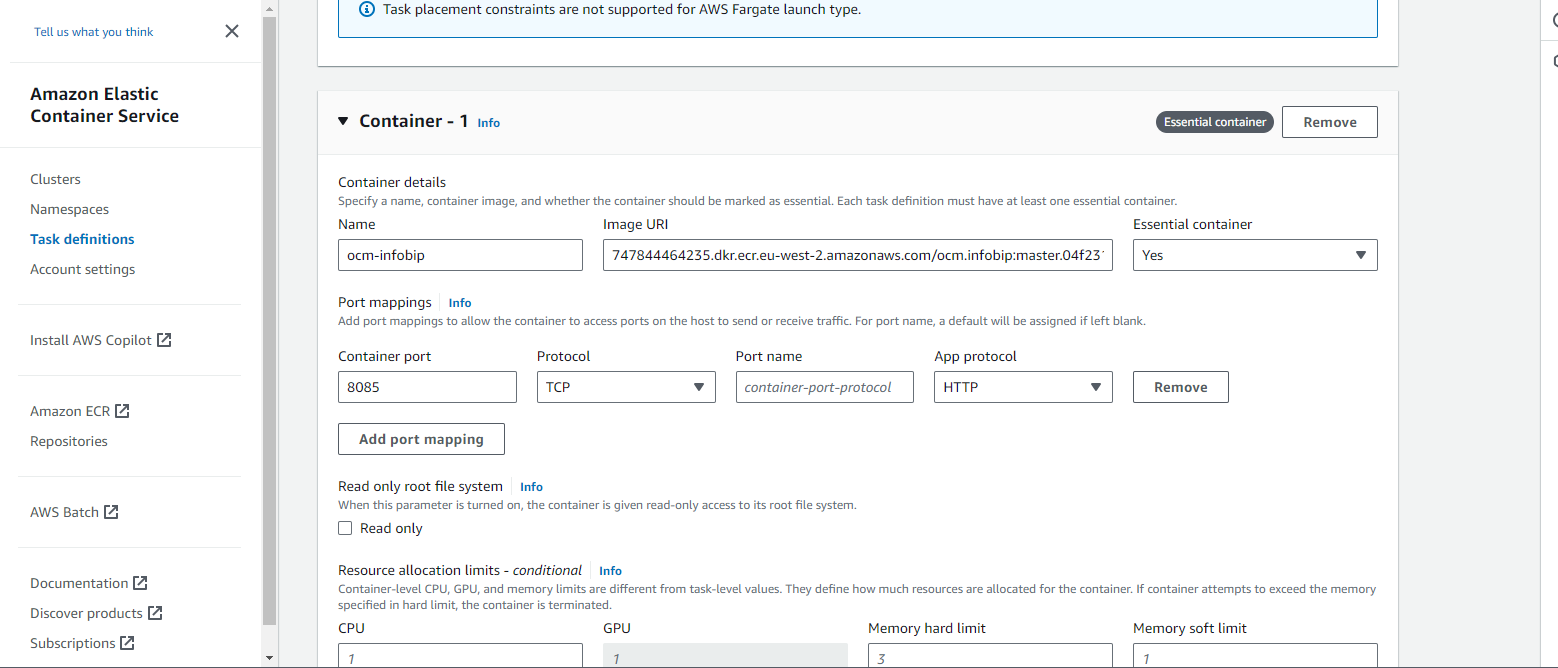 Task placement constraints are not supported for AWS Fargate launch type.
Tell us what you think
Amazon Elastic
Container Service
Clusters
Namespaces
Task definitions
Account settings
Install AWS Copilot
Amazon ECR
Repositories
AWS Batch
Documentation
Discover products
Subscriptions
Container - 1 Info
Essential container
Remove
Container details
Specify a name, container image, and whether the container should be marked as essential. Each task definition must have at least one essential container.
Name Image URI Essential container
ocm-infobip 747844464235.dkr.ecr.eu-west-2.amazonaws.com/ocm.infobip:master.04f231 Yes
Port mappings Info
Add port mappings to allow the container to access ports on the host to send or receive traffic. For port name, a default will be assigned if left blank.
Container port Protocol Port name App protocol
8085 TCP container-port-protocol HTTP Remove
Add port mapping
Read only root file system Info
When this parameter is turned on, the container is given read-only access to its root file system.
Read only
Resource allocation limits - conditional Info
Container-level CPU, GPU, and memory limits are different from task-level values. They define how much resources are allocated for the container. If container attempts to exceed the memory
specified in hard limit, the container is terminated.
CPU GPU Memory hard limit Memory soft limit
1 1 3 1